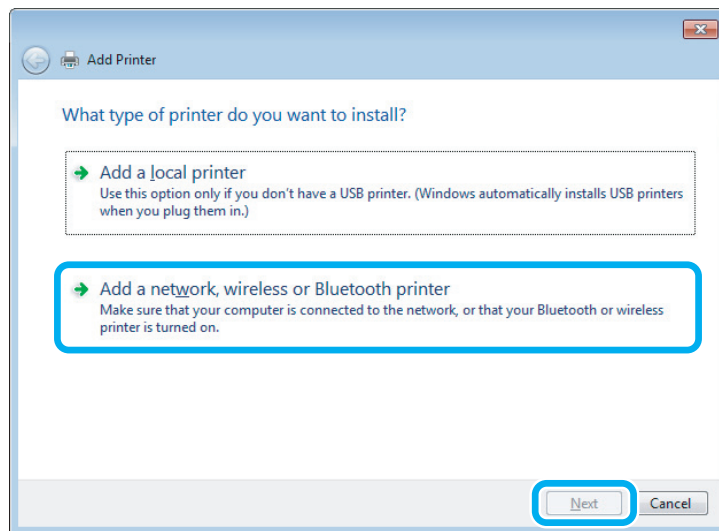 Add Printer
What type of printer do you want to install?
Add a local printer
Use this option only if you don't have a USB printer. (Windows automatically installs USB printers
when you plug them in.)
Add a network, wireless or Bluetooth printer
Make sure that your computer is connected to the network, or that your Bluetooth or wireless
printer is turned on.
Next Cancel